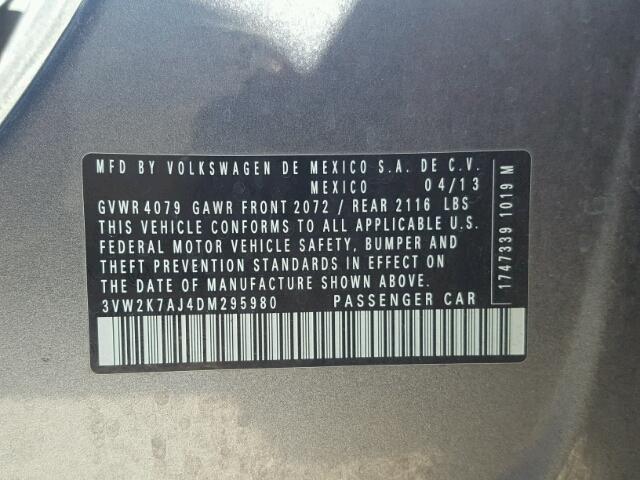 MFD BY VOLKSWAGEN DE MEXICO S.A. DE C.V.
MEXICO 04/13
GVWR 4079 GAWR FRONT 2072 / REAR 2116 LBS
THIS VEHICLE CONFORMS TO ALL APPLICABLE U.S.
FEDERAL MOTOR VEHICLE SAFETY, BUMPER AND
THEFT PREVENTION STANDARDS IN EFFECT ON
THE DATE OF MANUFACTURE SHOWN ABOVE.
3VW2K7AJ4DM295980 PASSENGER CAR
1747339 1019 M